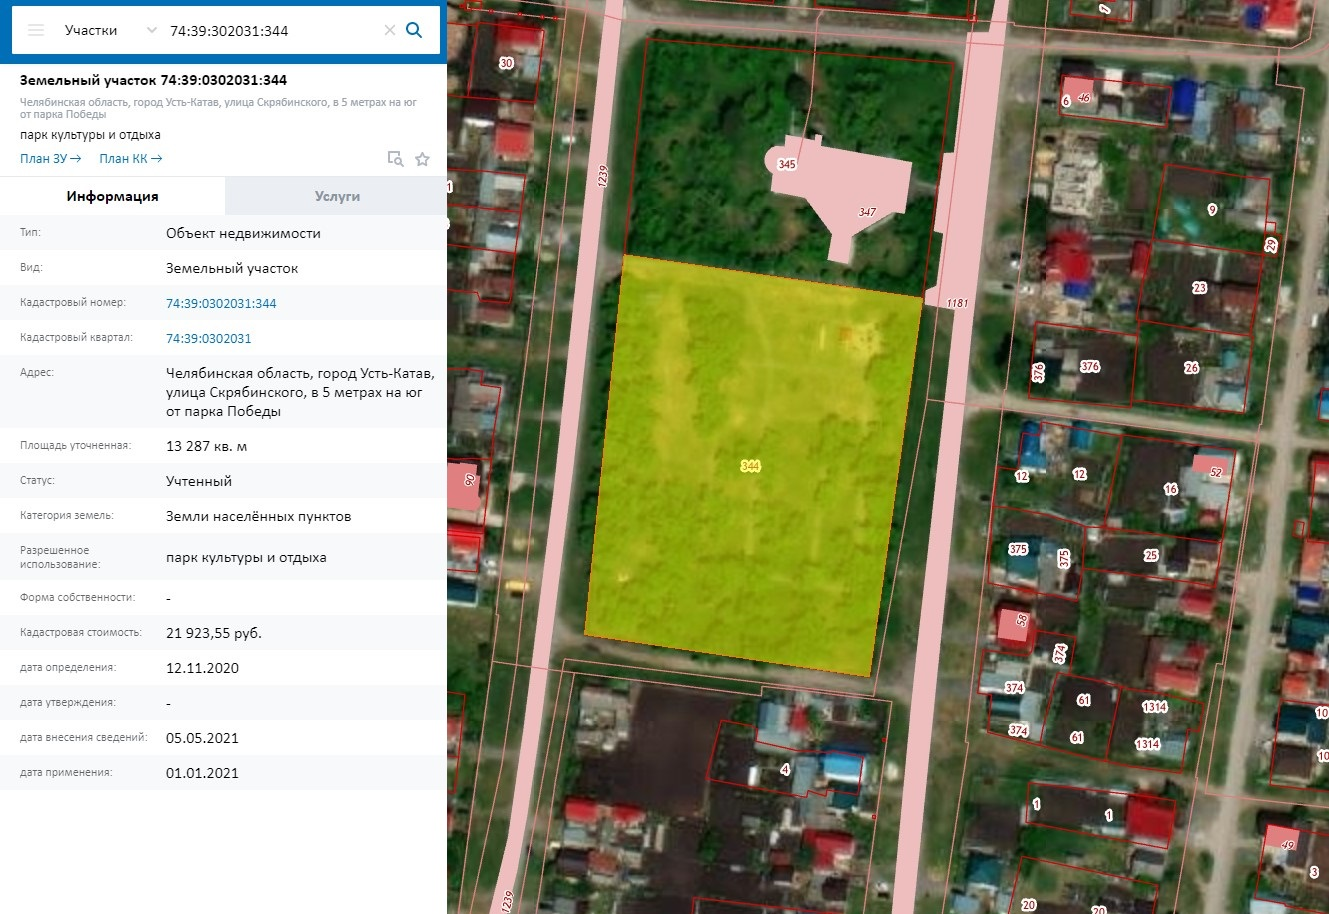 Участки
74:39:302031:344
Земельный участок 74:39:0302031:344
Челябинская область, город Усть-Катав, улица Скрябинского, в 5 метрах на юг
от парка Победы
парк культуры и отдыха
План ЗУ → План КК →
Информация
Услуги
Тип: Объект недвижимости
Вид: Земельный участок
Кадастровый номер: 74:39:0302031:344
Кадастровый квартал: 74:39:0302031
Адрес: Челябинская область, город Усть-Катав,
улица Скрябинского, в 5 метрах на юг
от парка Победы
Площадь уточненная: 13 287 кв. м
Статус: Учтенный
Категория земель: Земли населённых пунктов
Разрешенное
использование: парк культуры и отдыха
Форма собственности: -
Кадастровая стоимость: 21 923,55 руб.
дата определения: 12.11.2020
дата утверждения: -
дата внесения сведений: 05.05.2021
дата применения: 01.01.2021
1
30
6
46
345
1239
1
347
9
29
23
1181
376
376
26
344
90
12
12
16
52
375
375
25
58
374
374
61
1314
374
61
1314
10
10
4
1
1
49
3
1239
20
20